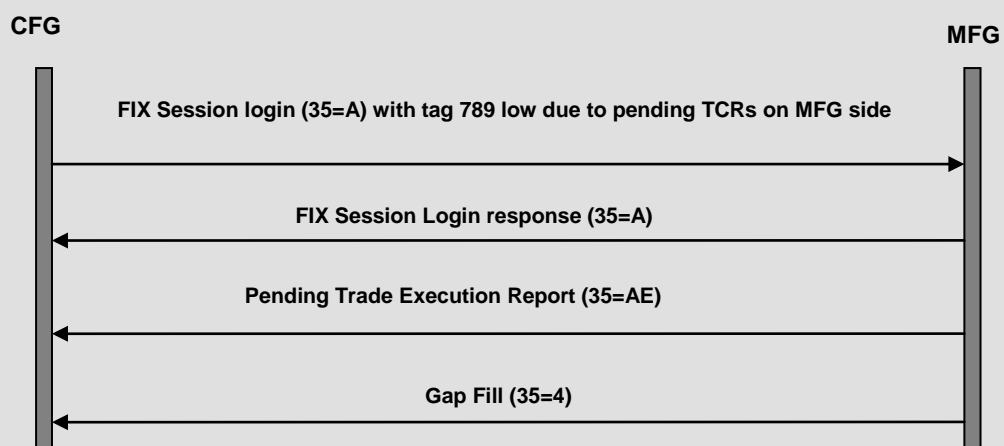 CFG
MFG
FIX Session login (35=A) with tag 789 low due to pending TCRs on MFG side
FIX Session Login response (35=A)
Pending Trade Execution Report (35=AE)
Gap Fill (35=4)